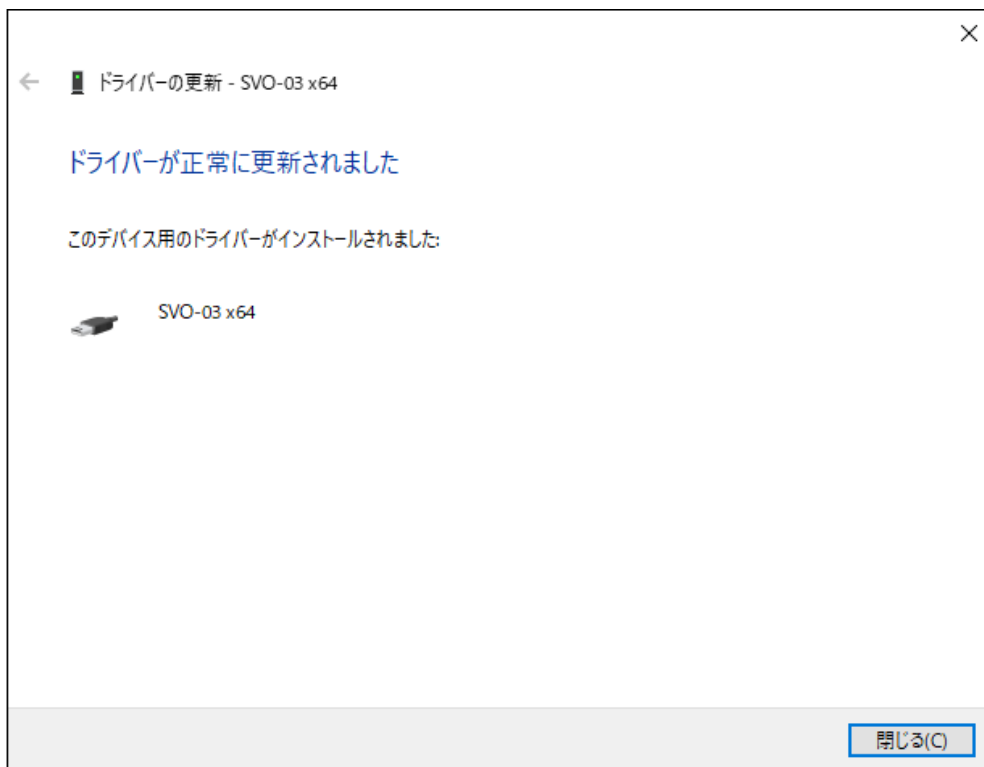 ドライバーの更新 - SVO-03 x64
ドライバーが正常に更新されました
このデバイス用のドライバーがインストールされました:
SVO-03 x64
閉じる(C)